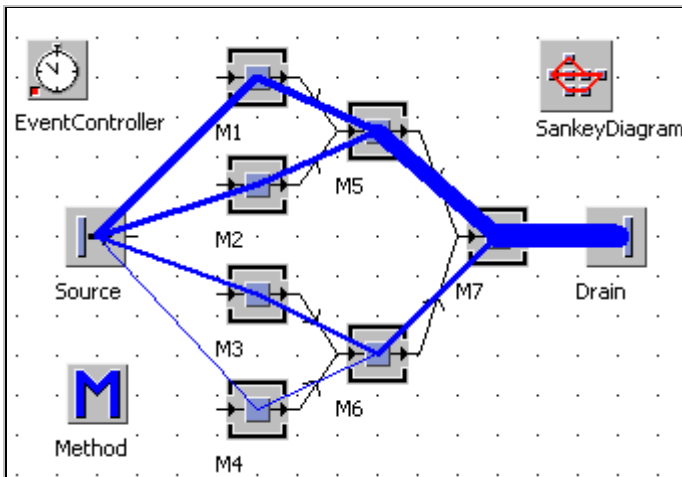 EventController
M1
SankeyDiagram
M5
M2
Source
M7
Drain
M3
M
Method
M6
M4